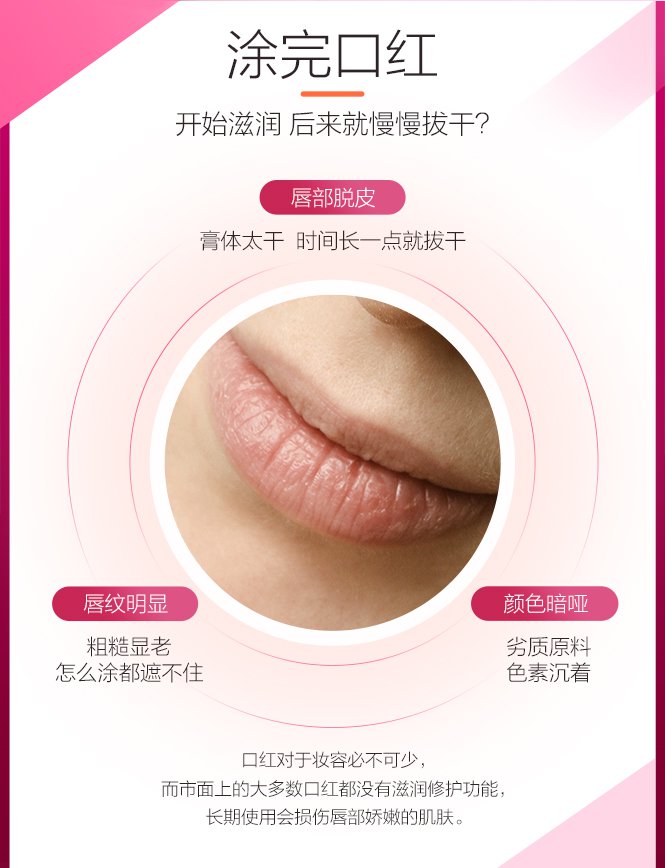 涂完口红
开始滋润 后来就慢慢拔干?
唇部脱皮
膏体太干 时间长一点就拔干
唇纹明显
粗糙显老
怎么涂都遮不住
颜色暗哑
劣质原料
色素沉着
口红对于妆容必不可少，
而市面上的大多数口红都没有滋润修护功能，
长期使用会损伤唇部娇嫩的肌肤。